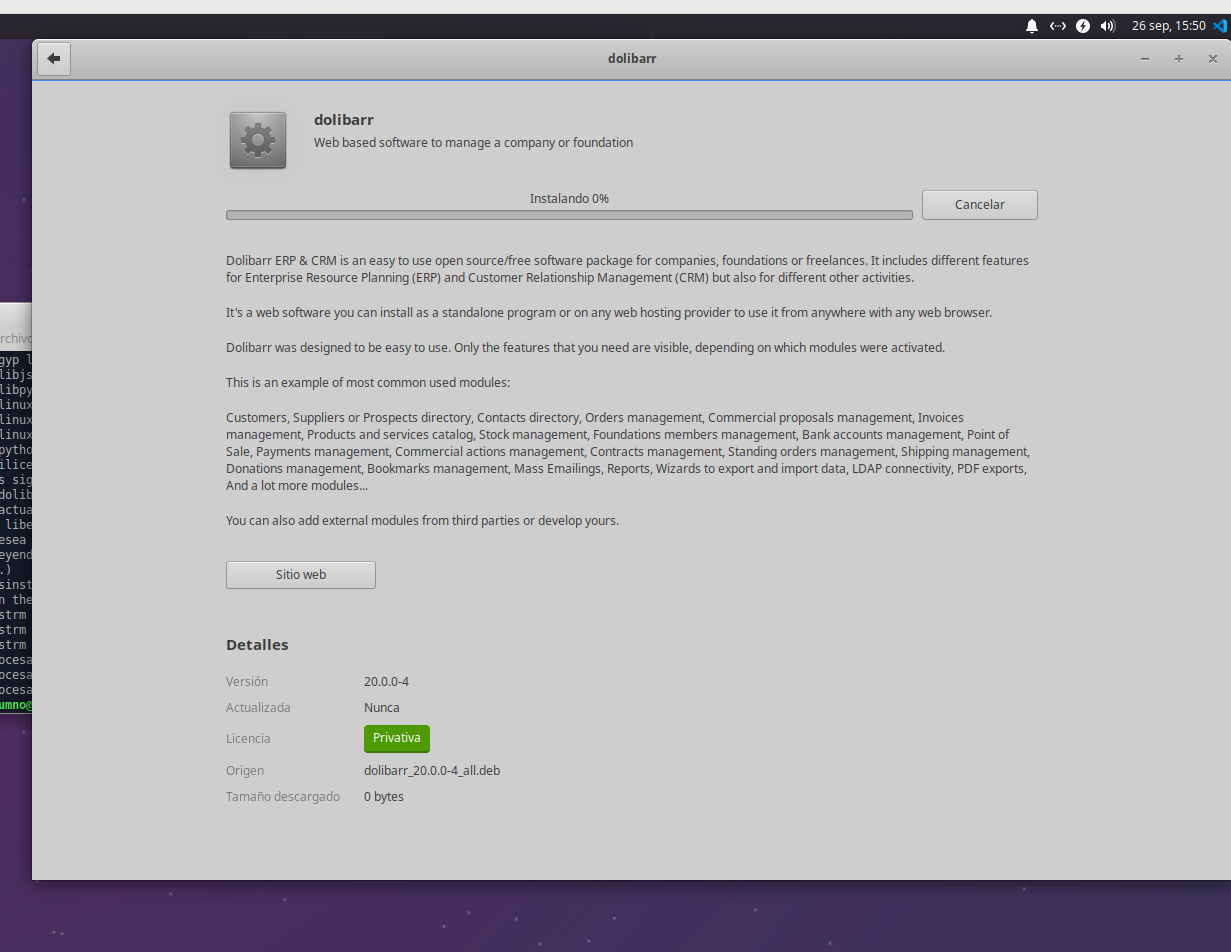 26 sep, 15:50
dolibarr
dolibarr
Web based software to manage a company or foundation
Instalando 0%
Cancelar
Dolibarr ERP & CRM is an easy to use open source/free software package for companies, foundations or freelances. It includes different features
for Enterprise Resource Planning (ERP) and Customer Relationship Management (CRM) but also for different other activities.
It's a web software you can install as a standalone program or on any web hosting provider to use it from anywhere with any web browser.
Dolibarr was designed to be easy to use. Only the features that you need are visible, depending on which modules were activated.
This is an example of most common used modules:
Customers, Suppliers or Prospects directory, Contacts directory, Orders management, Commercial proposals management, Invoices
management, Products and services catalog, Stock management, Foundations members management, Bank accounts management, Point of
Sale, Payments management, Commercial actions management, Contracts management, Standing orders management, Shipping management,
Donations management, Bookmarks management, Mass Emailings, Reports, Wizards to export and import data, LDAP connectivity, PDF exports,
And a lot more modules...
You can also add external modules from third parties or develop yours.
Sitio web
Detalles
Versión 20.0.0-4
Actualizada Nunca
Licencia Privativa
Origen dolibarr_20.0.0-4_all.deb
Tamaño descargado 0 bytes
rchivo
gyp l
libjs
libpy
linux
linux
linux
pytho
ilice
s sig
dolib
actua
libe
esea
eyend
.)
sinst
n the
strm
strm
strm
ocesa
ocesa
ocesa
umno@